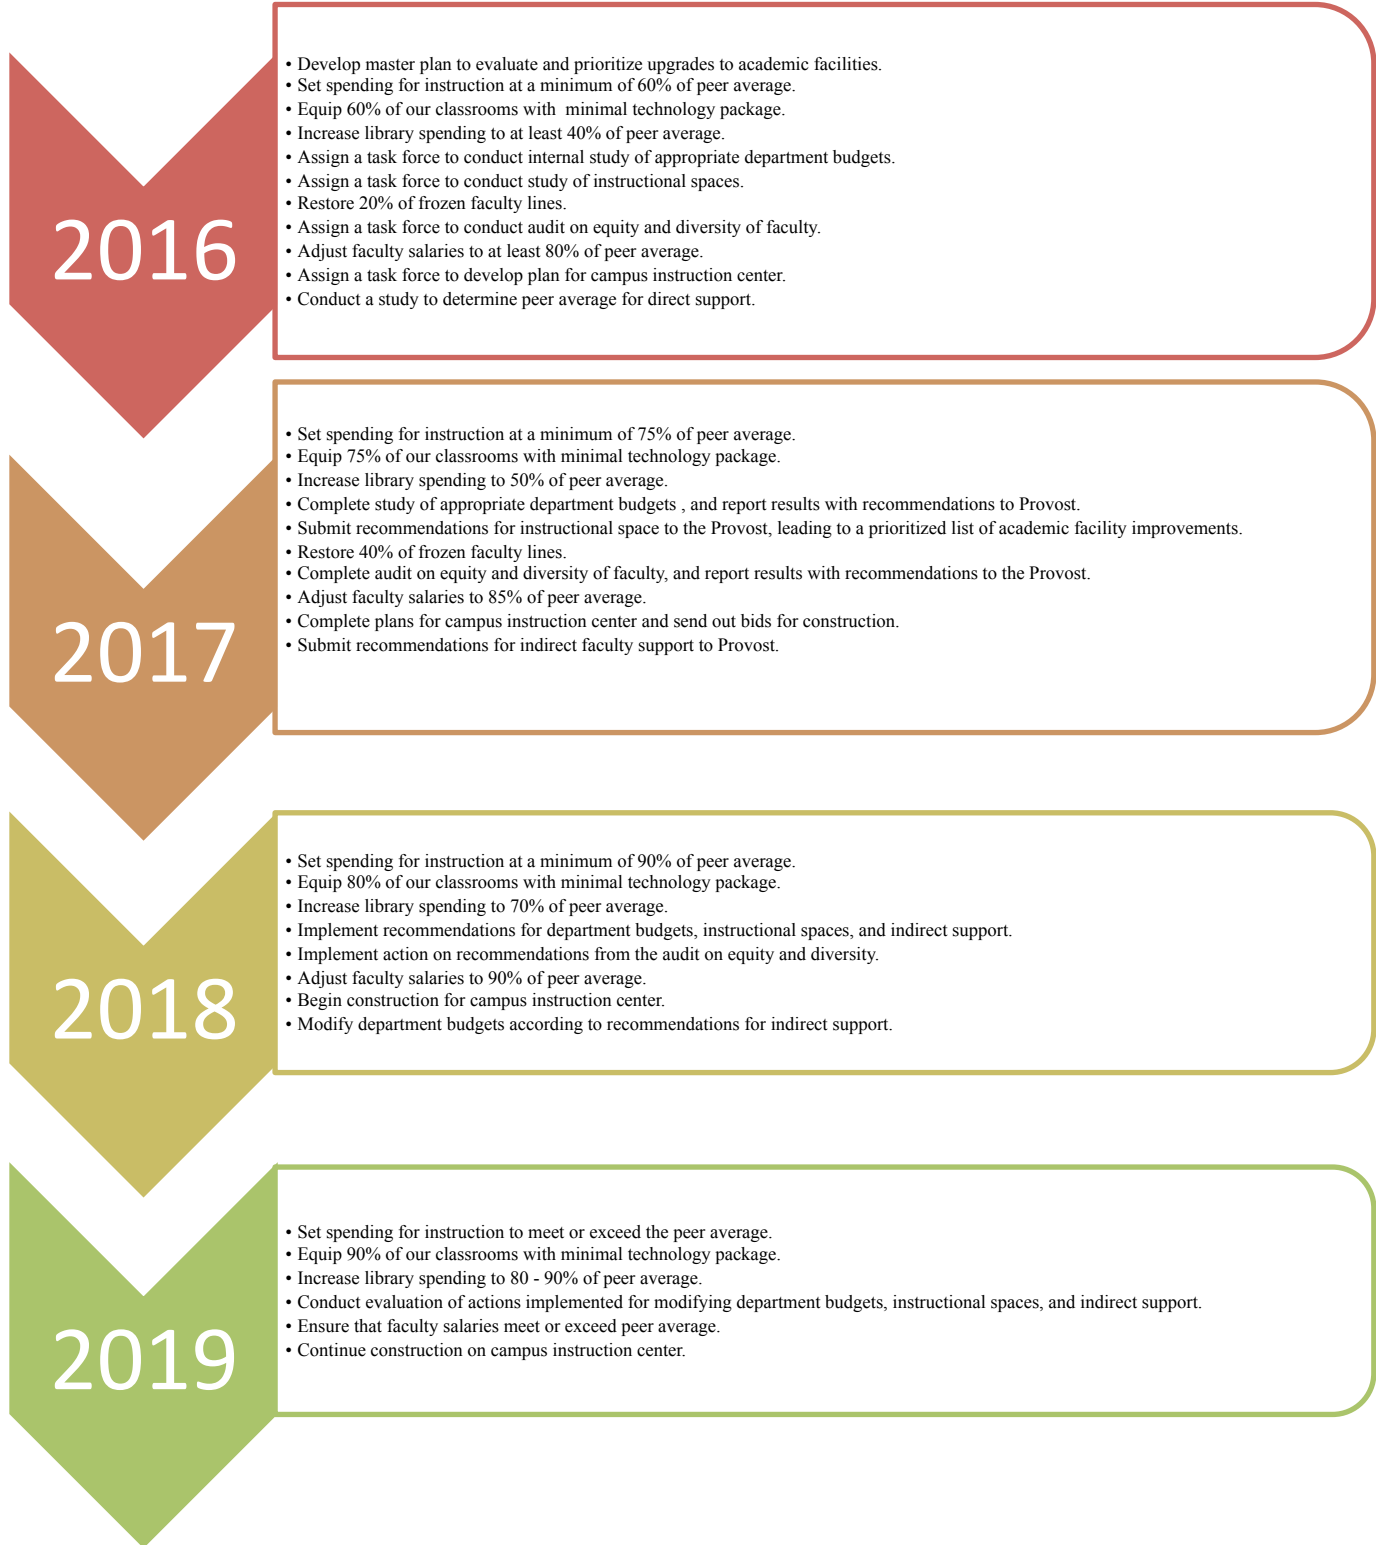 2016
• Develop master plan to evaluate and prioritize upgrades to academic facilities.
• Set spending for instruction at a minimum of 60% of peer average.
• Equip 60% of our classrooms with  minimal technology package.
• Increase library spending to at least 40% of peer average.
• Assign a task force to conduct internal study of appropriate department budgets.
• Assign a task force to conduct study of instructional spaces.
• Restore 20% of frozen faculty lines.
• Assign a task force to conduct audit on equity and diversity of faculty.
• Adjust faculty salaries to at least 80% of peer average.
• Assign a task force to develop plan for campus instruction center.
• Conduct a study to determine peer average for direct support.
2017
• Set spending for instruction at a minimum of 75% of peer average.
• Equip 75% of our classrooms with minimal technology package.
• Increase library spending to 50% of peer average.
• Complete study of appropriate department budgets , and report results with recommendations to Provost.
• Submit recommendations for instructional space to the Provost, leading to a prioritized list of academic facility improvements.
• Restore 40% of frozen faculty lines.
• Complete audit on equity and diversity of faculty, and report results with recommendations to the Provost.
• Adjust faculty salaries to 85% of peer average.
• Complete plans for campus instruction center and send out bids for construction.
• Submit recommendations for indirect faculty support to Provost.
2018
• Set spending for instruction at a minimum of 90% of peer average.
• Equip 80% of our classrooms with minimal technology package.
• Increase library spending to 70% of peer average.
• Implement recommendations for department budgets, instructional spaces, and indirect support.
• Implement action on recommendations from the audit on equity and diversity.
• Adjust faculty salaries to 90% of peer average.
• Begin construction for campus instruction center.
• Modify department budgets according to recommendations for indirect support.
2019
• Set spending for instruction to meet or exceed the peer average.
• Equip 90% of our classrooms with minimal technology package.
• Increase library spending to 80 - 90% of peer average.
• Conduct evaluation of actions implemented for modifying department budgets, instructional spaces, and indirect support.
• Ensure that faculty salaries meet or exceed peer average.
• Continue construction on campus instruction center.